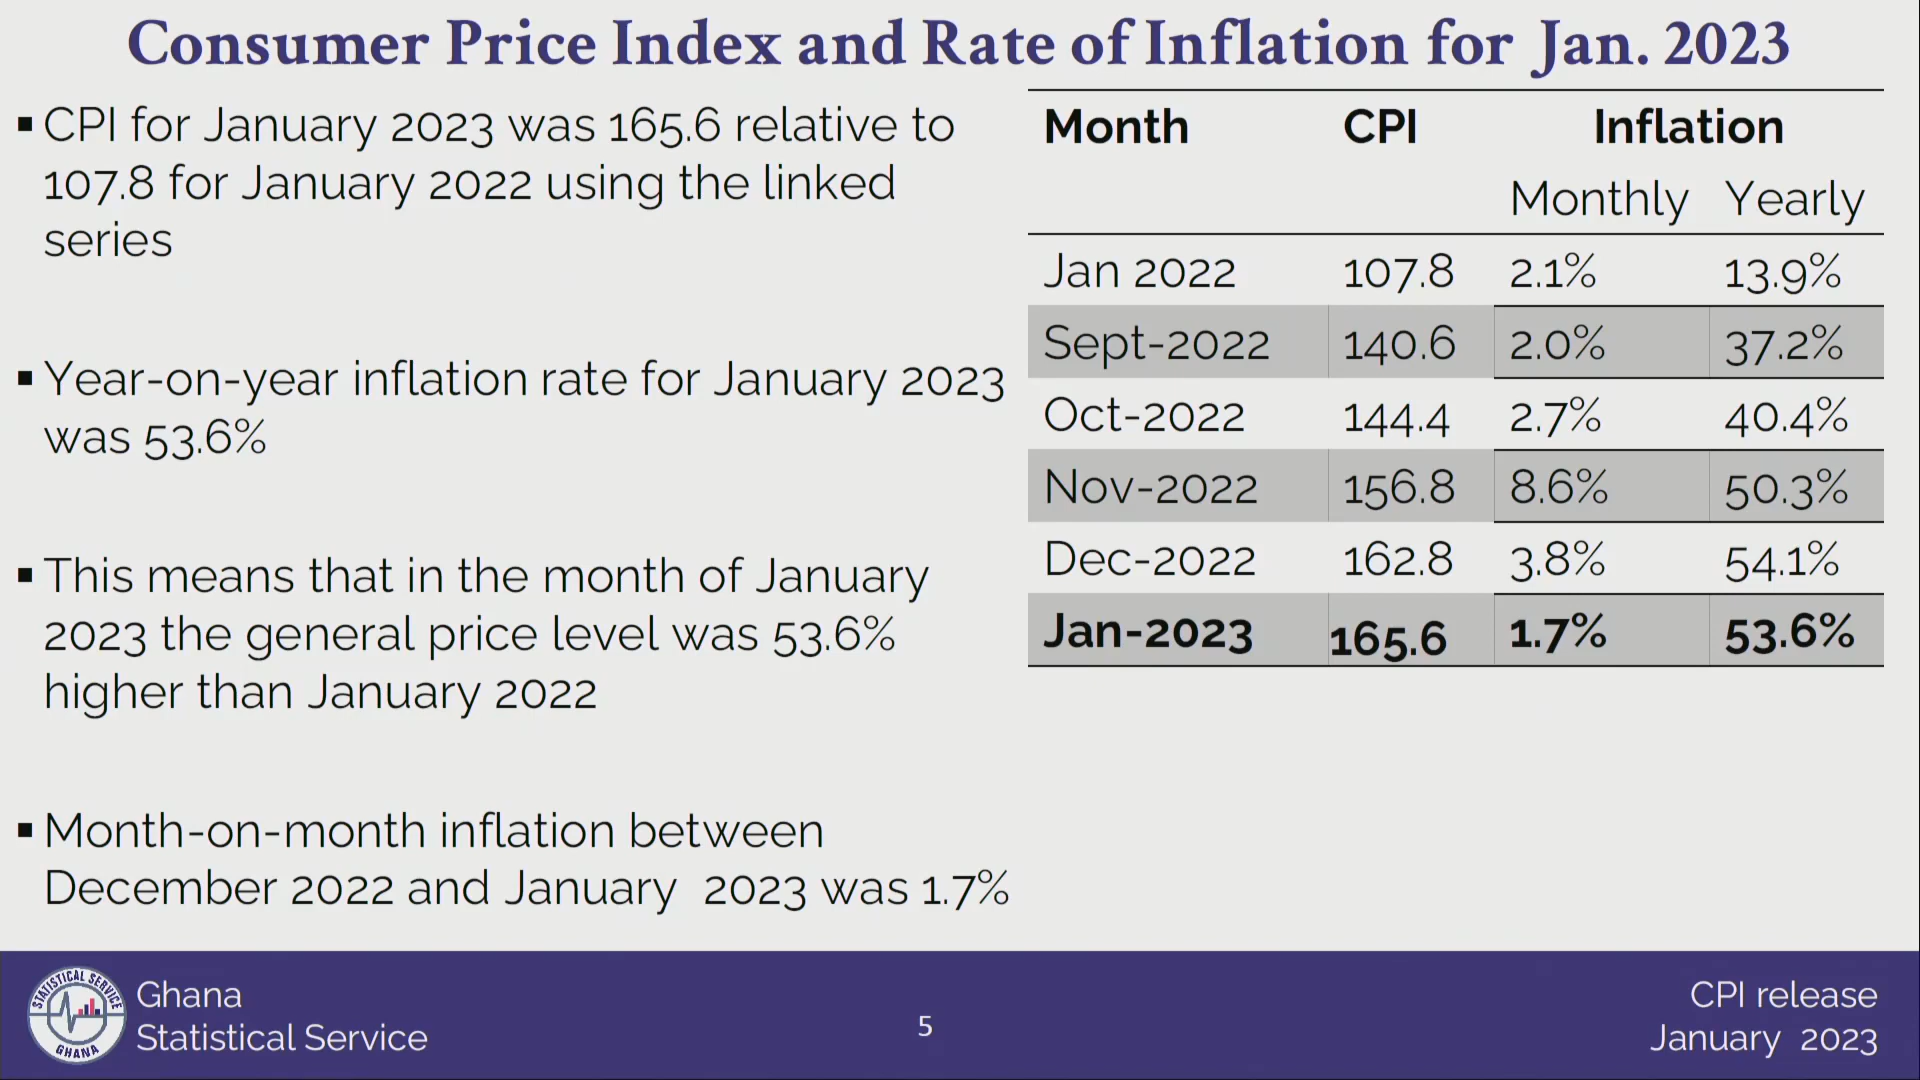 Consumer Price Index and Rate of Inflation for Jan. 2023
▪ CPI for January 2023 was 165.6 relative to
107.8 for January 2022 using the linked
series
▪ Year-on-year inflation rate for January 2023
was 53.6%
▪ This means that in the month of January
2023 the general price level was 53.6%
higher than January 2022
▪ Month-on-month inflation between
December 2022 and January  2023 was 1.7%
Month CPI Inflation
Monthly Yearly
Jan 2022 107.8 2.1% 13.9%
Sept-2022 140.6 2.0% 37.2%
Oct-2022 144.4 2.7% 40.4%
Nov-2022 156.8 8.6% 50.3%
Dec-2022 162.8 3.8% 54.1%
Jan-2023 165.6 1.7% 53.6%
STATISTICAL SERVICE
GHANA
Ghana
Statistical Service
5
CPI release
January  2023